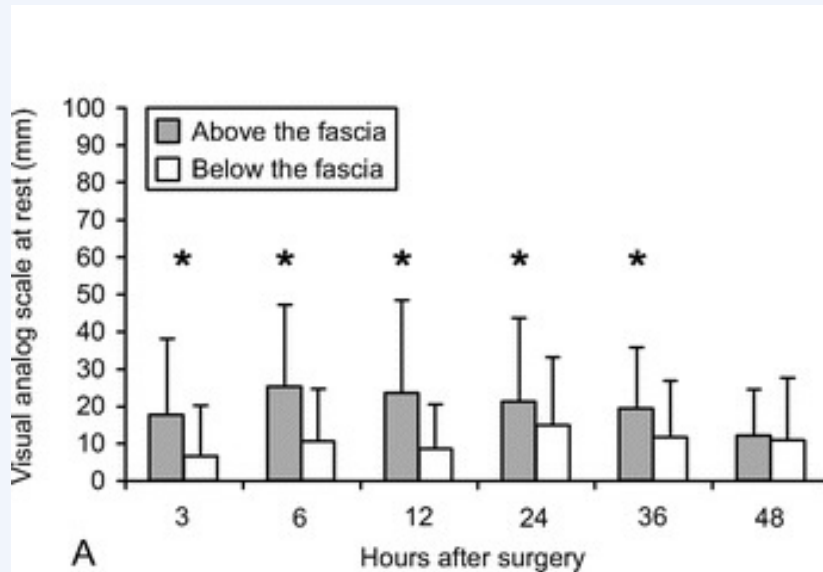 Visual analog scale at rest (mm)
100
90
80
70
60
50
40
30
20
10
0
Above the fascia
Below the fascia
* * * * *
3 6 12 24 36 48
A
Hours after surgery